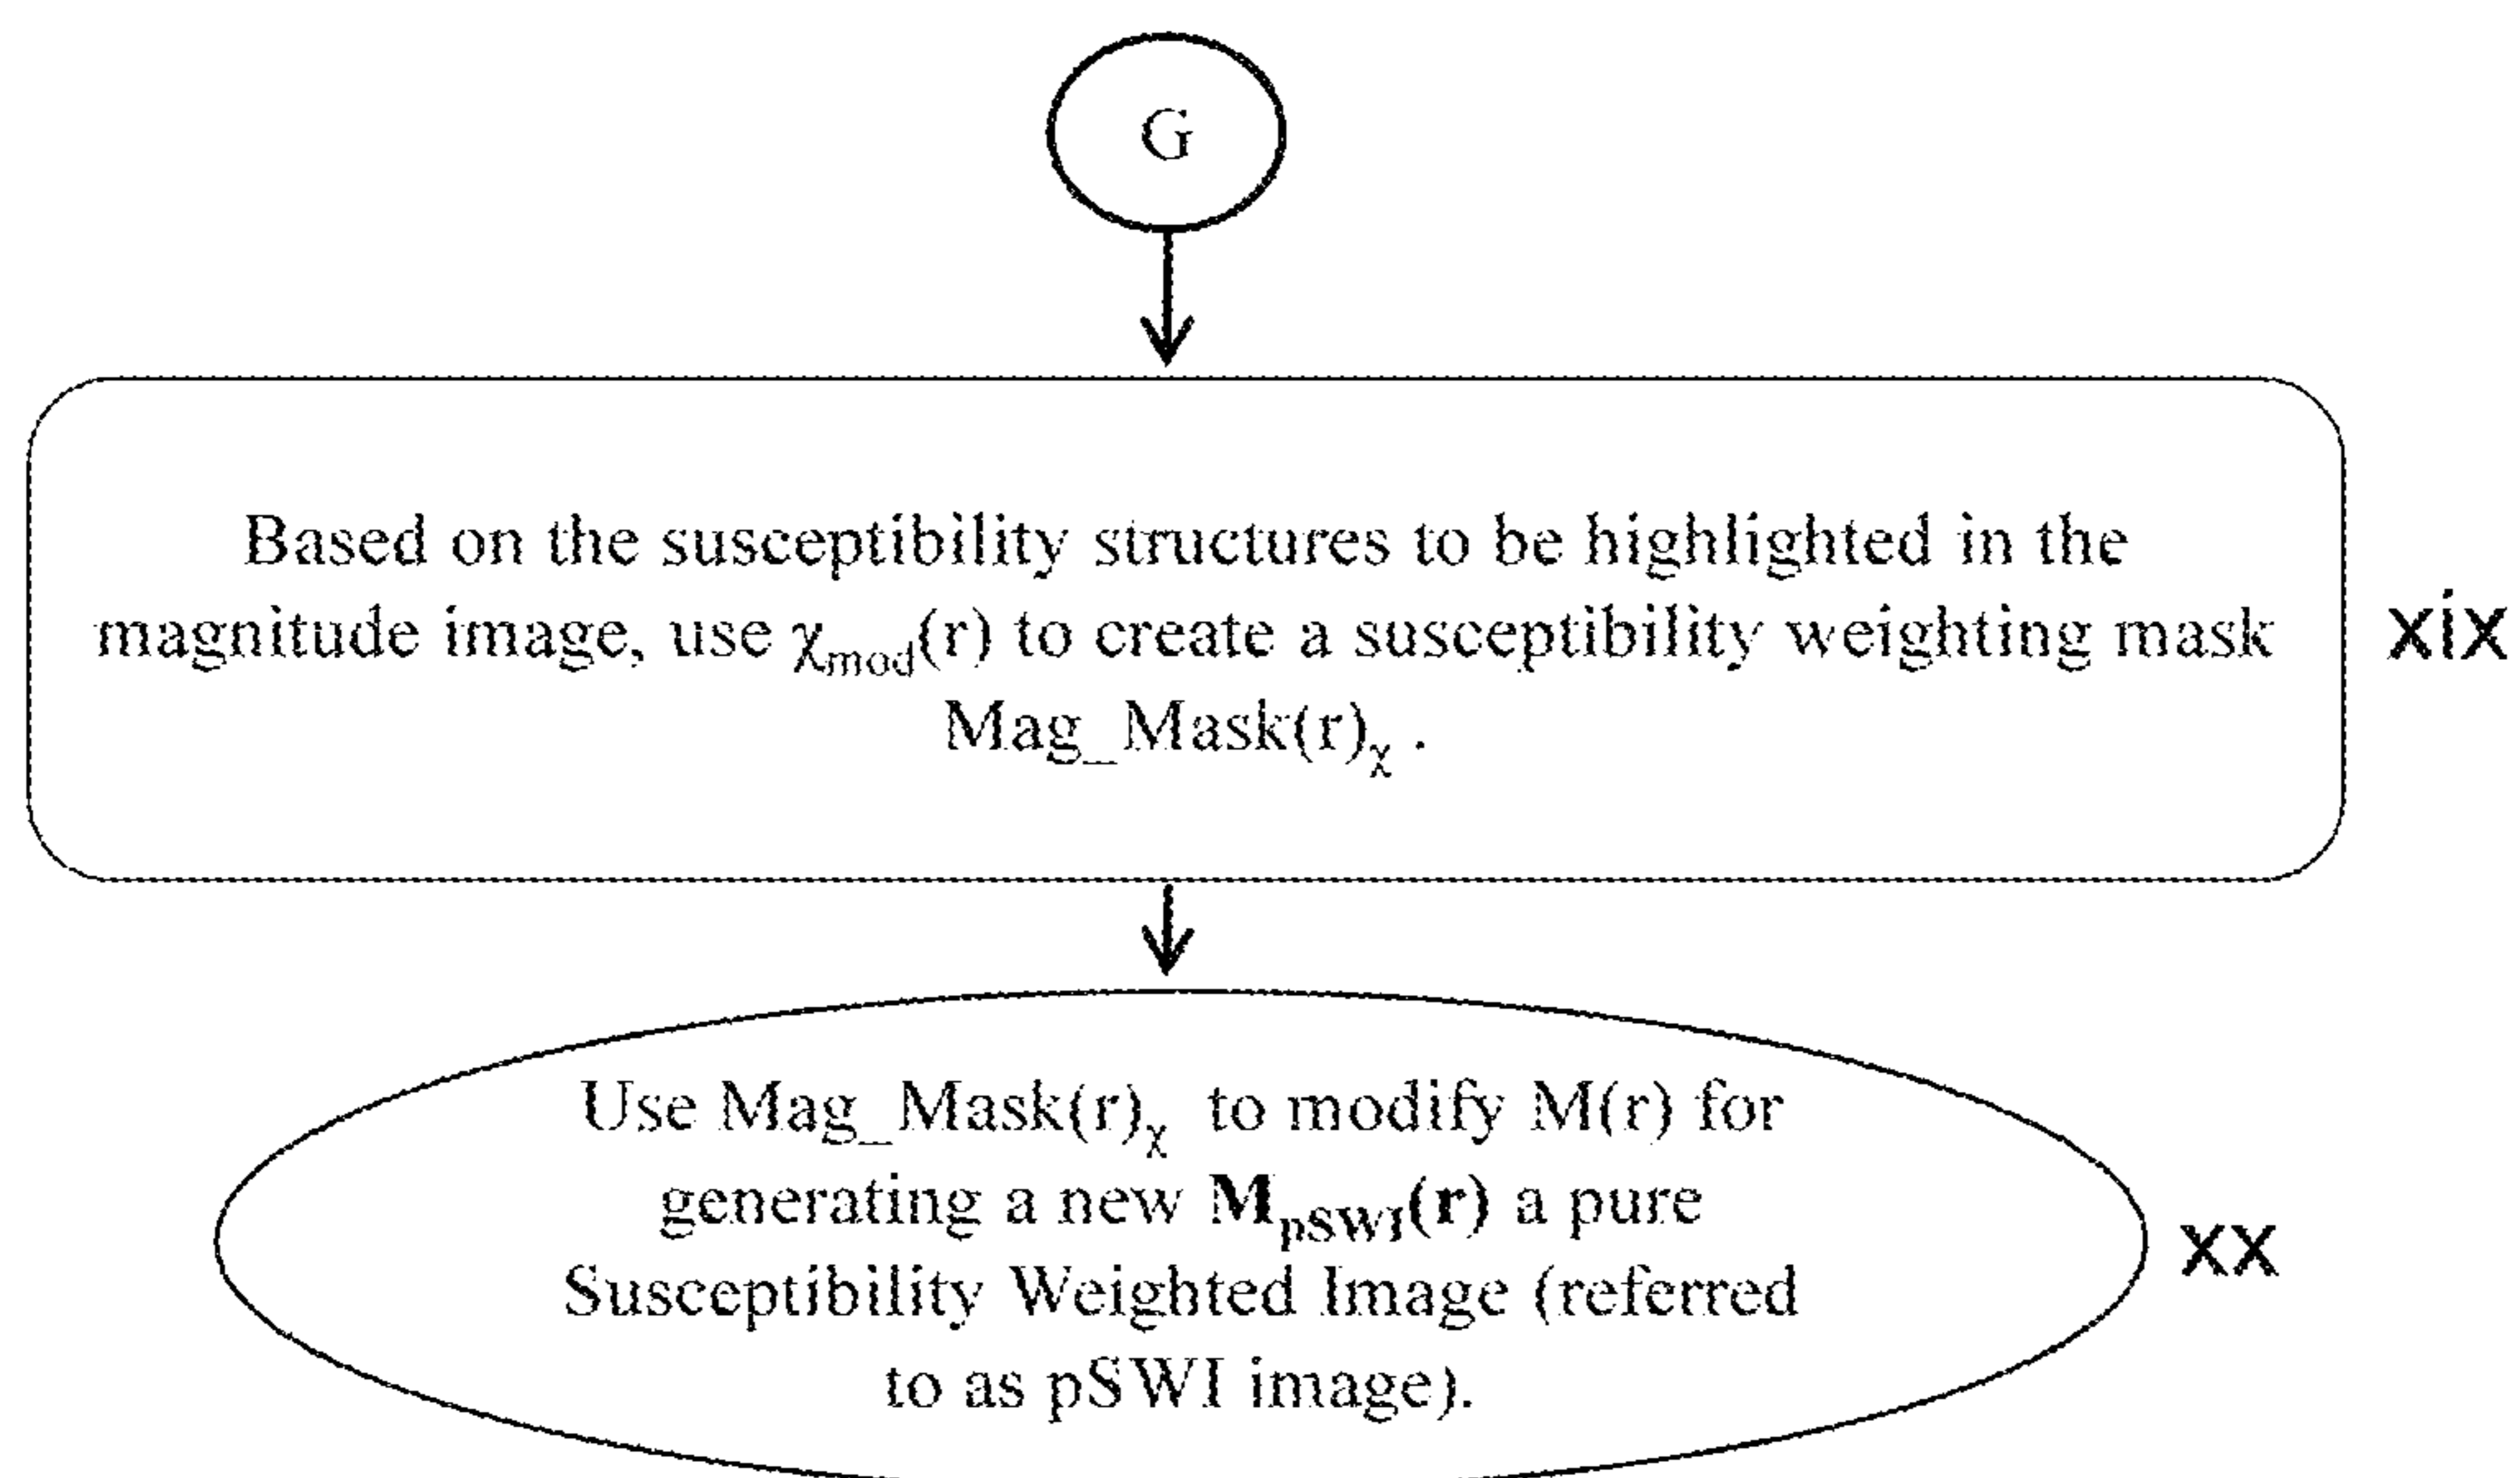 G
Based on the susceptibility structures to be highlighted in the
magnitude image, use χmod(r) to create a susceptibility weighting mask
Mag_Mask(r)χ .
xix
Use Mag_Mask(r)χ to modify M(r) for
generating a new MpSWI(r) a pure
Susceptibility Weighted Image (referred
to as pSWI image).
xx